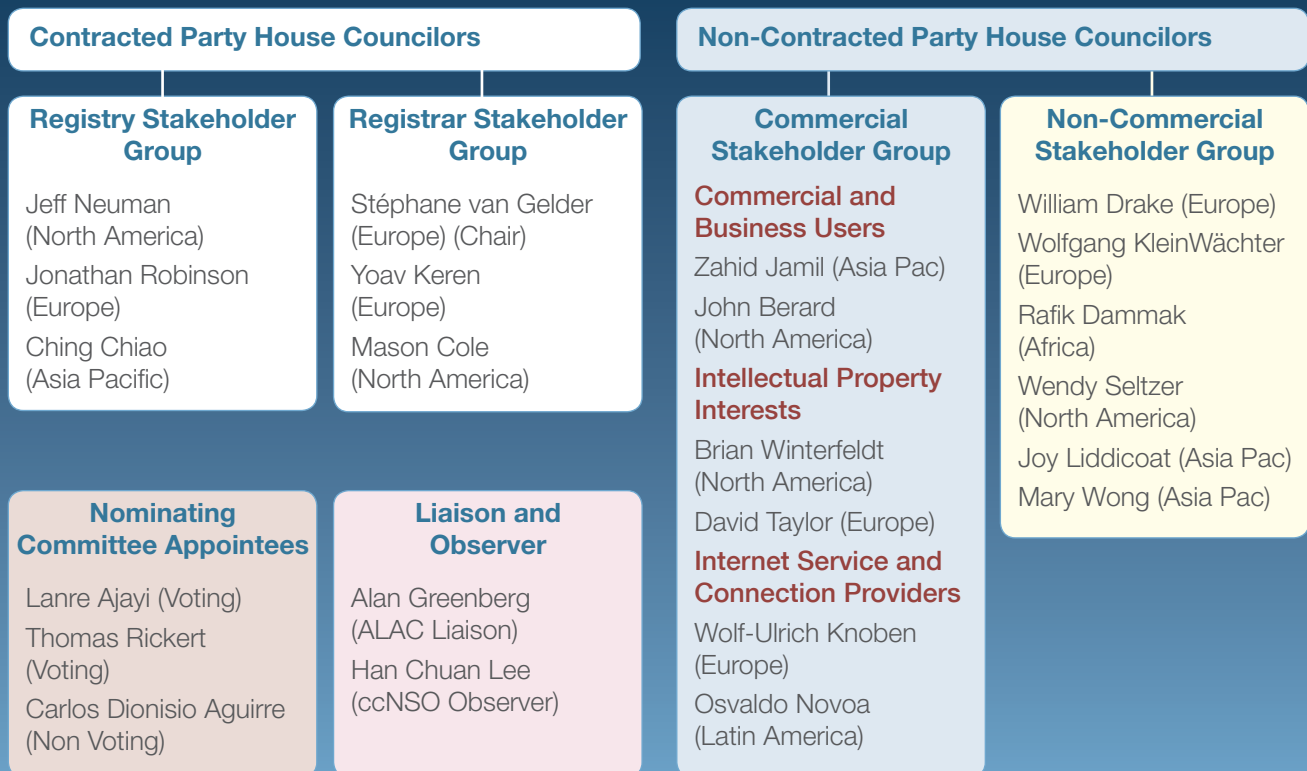 Contracted Party House Councilors
Registry Stakeholder
Group
Jeff Neuman
(North America)
Jonathan Robinson
(Europe)
Ching Chiao
(Asia Pacific)
Registrar Stakeholder
Group
Stéphane van Gelder
(Europe) (Chair)
Yoav Keren
(Europe)
Mason Cole
(North America)
Nominating
Committee Appointees
Lanre Ajayi (Voting)
Thomas Rickert
(Voting)
Carlos Dionisio Aguirre
(Non Voting)
Liaison and
Observer
Alan Greenberg
(ALAC Liaison)
Han Chuan Lee
(ccNSO Observer)
Non-Contracted Party House Councilors
Commercial
Stakeholder Group
Commercial and
Business Users
Zahid Jamil (Asia Pac)
John Berard
(North America)
Intellectual Property
Interests
Brian Winterfeldt
(North America)
David Taylor (Europe)
Internet Service and
Connection Providers
Wolf-Ulrich Knoben
(Europe)
Osvaldo Novoa
(Latin America)
Non-Commercial
Stakeholder Group
William Drake (Europe)
Wolfgang KleinWächter
(Europe)
Rafik Dammak
(Africa)
Wendy Seltzer
(North America)
Joy Liddicoat (Asia Pac)
Mary Wong (Asia Pac)